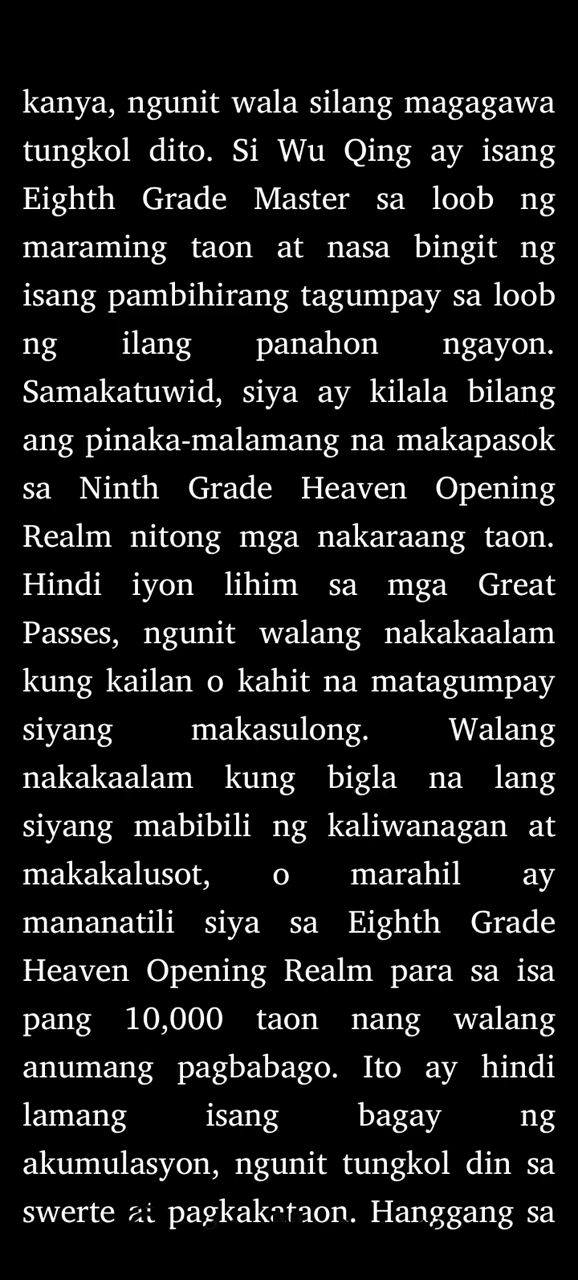 kanya, ngunit wala silang magagawa
tungkol dito. Si Wu Qing ay isang
Eighth Grade Master sa loob ng
maraming taon at nasa bingit ng
isang pambihirang tagumpay sa loob
ng ilang panahon ngayon.
Samakatuwid, siya ay kilala bilang
ang pinaka-malamang na makapasok
sa Ninth Grade Heaven Opening
Realm nitong mga nakaraang taon.
Hindi iyon lihim sa mga Great
Passes, ngunit walang nakakaalam
kung kailan o kahit na matagumpay
siyang makasulong. Walang
nakakaalam kung bigla na lang
siyang mabibili ng kaliwanagan at
makakalusot, o marahil ay
mananatili siya sa Eighth Grade
Heaven Opening Realm para sa isa
pang 10,000 taon nang walang
anumang pagbabago. Ito ay hindi
lamang isang bagay ng
akumulasyon, ngunit tungkol din sa
swerte at pagkakataon. Hanggang sa